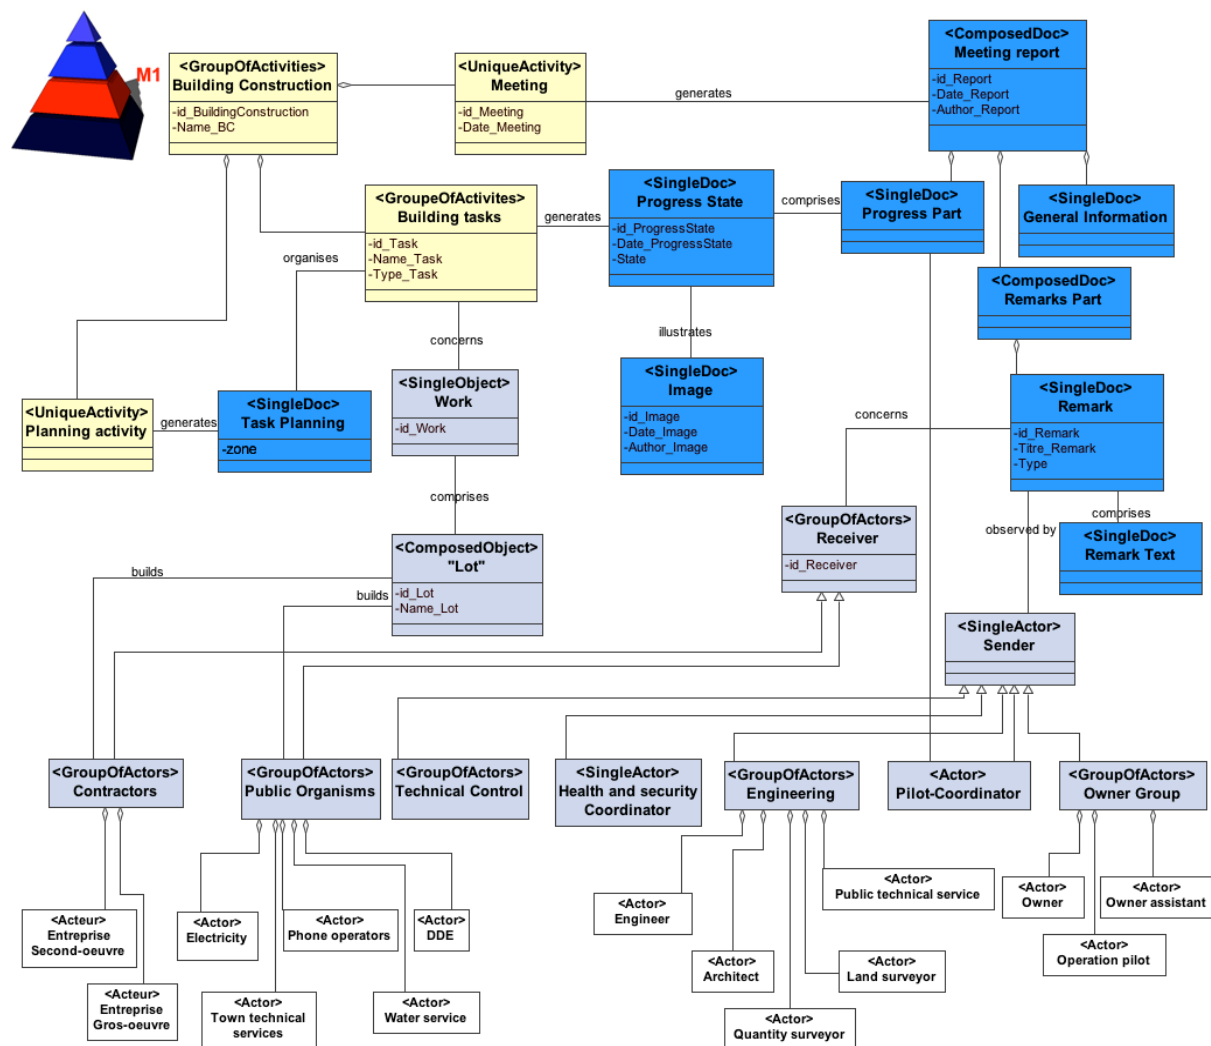 M1
<GroupOfActivities>
Building Construction
-id_BuildingConstruction
-Name_BC
<UniqueActivity>
Meeting
-id_Meeting
-Date_Meeting
generates
<ComposedDoc>
Meeting report
-id_Report
-Date_Report
-Author_Report
<GroupeOfActivites>
Building tasks
-id_Task
-Name_Task
-Type_Task
generates
<SingleDoc>
Progress State
-id_ProgressState
-Date_ProgressState
-State
comprises
<SingleDoc>
Progress Part
<SingleDoc>
General Information
organises
<ComposedDoc>
Remarks Part
concerns
illustrates
<UniqueActivity>
Planning activity
generates
<SingleDoc>
Task Planning
-zone
<SingleObject>
Work
-id_Work
<SingleDoc>
Image
-id_Image
-Date_Image
-Author_Image
concerns
<SingleDoc>
Remark
-id_Remark
-Titre_Remark
-Type
comprises
<GroupOfActors>
Receiver
-id_Receiver
observed by
comprises
<SingleDoc>
Remark Text
builds
builds
<ComposedObject>
"Lot"
-id_Lot
-Name_Lot
<SingleActor>
Sender
<GroupOfActors>
Contractors
<GroupOfActors>
Public Organisms
<GroupOfActors>
Technical Control
<SingleActor>
Health and security
Coordinator
<GroupOfActors>
Engineering
<Actor>
Pilot-Coordinator
<GroupOfActors>
Owner Group
<Acteur>
Entreprise
Second-oeuvre
<Actor>
Electricity
<Actor>
Phone operators
<Actor>
DDE
<Actor>
Engineer
<Actor>
Public technical service
<Actor>
Owner
<Actor>
Owner assistant
<Acteur>
Entreprise
Gros-oeuvre
<Actor>
Town technical
services
<Actor>
Water service
<Actor>
Architect
<Actor>
Land surveyor
<Actor>
Operation pilot
<Actor>
Quantity surveyor